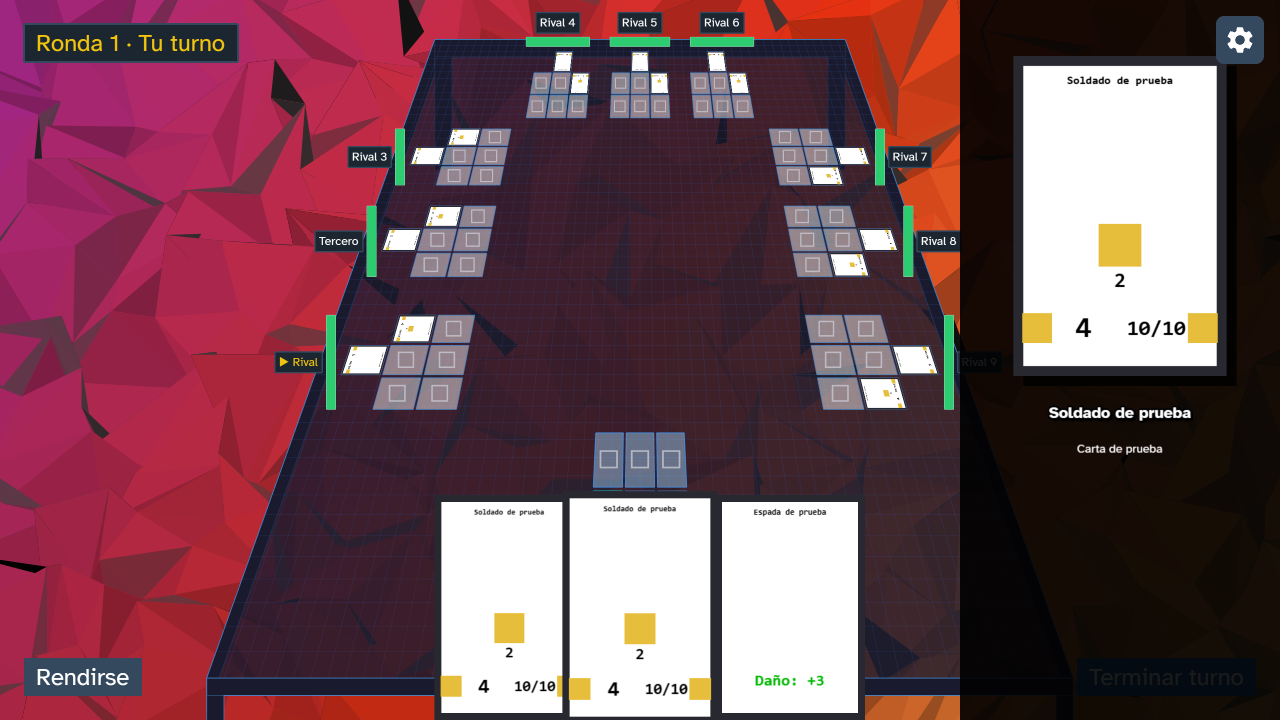 Ronda 1 · Tu turno
Rival 4
Rival 5
Rival 6
Rival 3
Rival 7
Tercero
Rival 8
▶ Rival
Rival 9
Soldado de prueba
2
4
10/10
Soldado de prueba
Carta de prueba
Soldado de prueba
2
4
10/10
Soldado de prueba
2
4
10/10
Espada de prueba
Daño: +3
Rendirse
Terminar turno